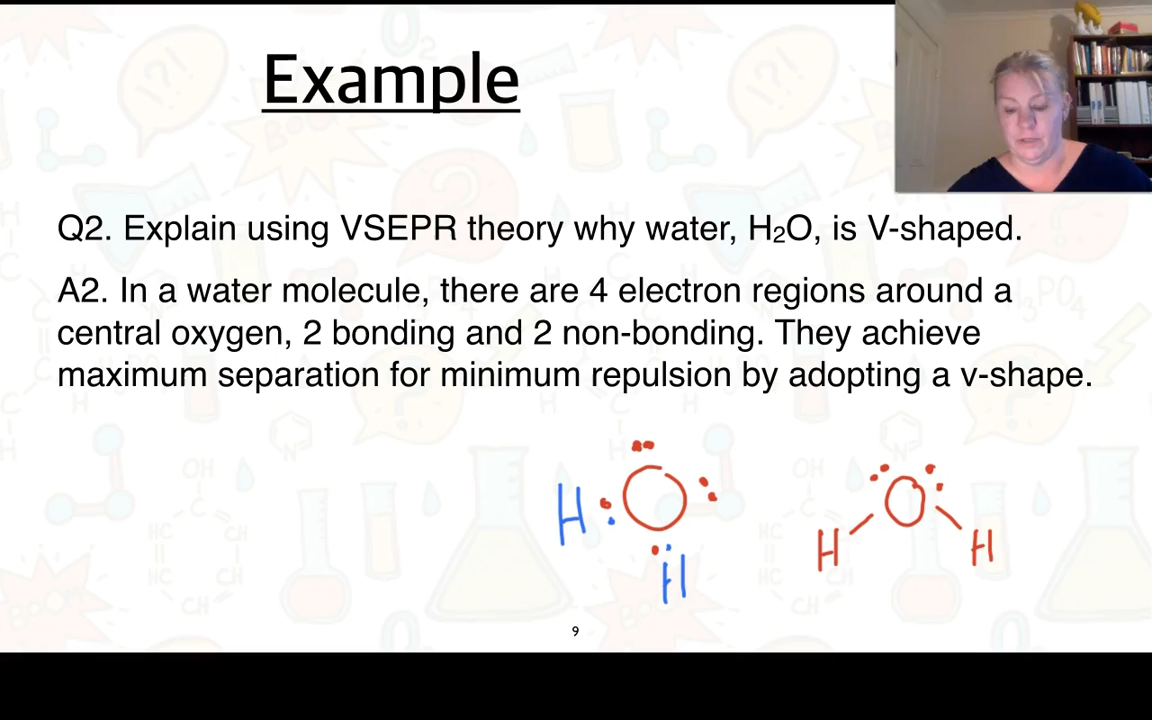 Example
Q2. Explain using VSEPR theory why water, H₂O, is V-shaped.
A2. In a water molecule, there are 4 electron regions around a
central oxygen, 2 bonding and 2 non-bonding. They achieve
maximum separation for minimum repulsion by adopting a v-shape.
H O
H
O
H H
9